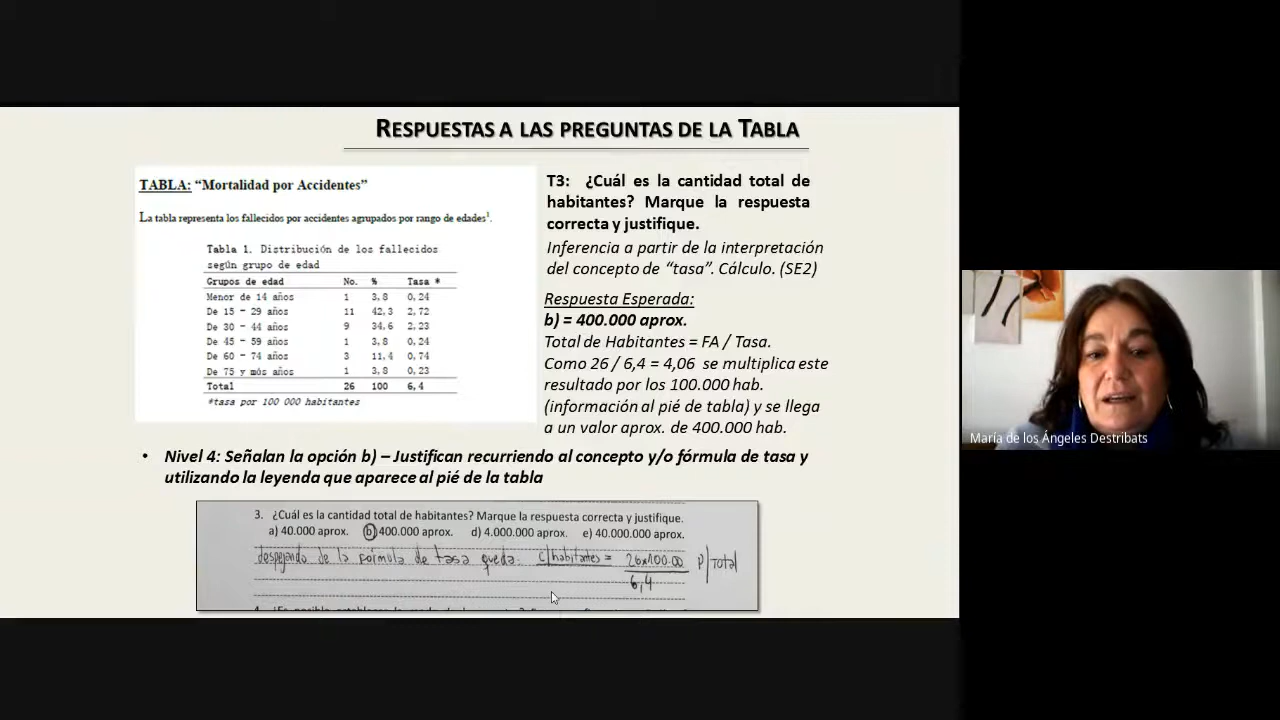 RESPUESTAS A LAS PREGUNTAS DE LA TABLA
TABLA: “Mortalidad por Accidentes”
La tabla representa los fallecidos por accidentes agrupados por rango de edades1.
Tabla 1. Distribución de los fallecidos
según grupo de edad
Grupos de edad No. % Tasa *
Menor de 14 años 1 3,8 0,24
De 15 - 29 años 11 42,3 2,72
De 30 - 44 años 9 34,6 2,23
De 45 - 59 años 1 3,8 0,24
De 60 - 74 años 3 11,4 0,74
De 75 y más años 1 3,8 0,23
Total 26 100 6,4
*tasa por 100 000 habitantes
T3: ¿Cuál es la cantidad total de
habitantes? Marque la respuesta
correcta y justifique.
Inferencia a partir de la interpretación
del concepto de “tasa”. Cálculo. (SE2)
Respuesta Esperada:
b) = 400.000 aprox.
Total de Habitantes = FA / Tasa.
Como 26 / 6,4 = 4,06 se multiplica este
resultado por los 100.000 hab.
(información al pié de tabla) y se llega
a un valor aprox. de 400.000 hab.
• Nivel 4: Señalan la opción b) – Justifican recurriendo al concepto y/o fórmula de tasa y
utilizando la leyenda que aparece al pié de la tabla
3. ¿Cuál es la cantidad total de habitantes? Marque la respuesta correcta y justifique.
a) 40.000 aprox. b) 400.000 aprox. d) 4.000.000 aprox. e) 40.000.000 aprox.
despejando de la fórmula de tasa queda: c/habitantes = 26x100.00 P/Total
6,4
María de los Ángeles Destribats